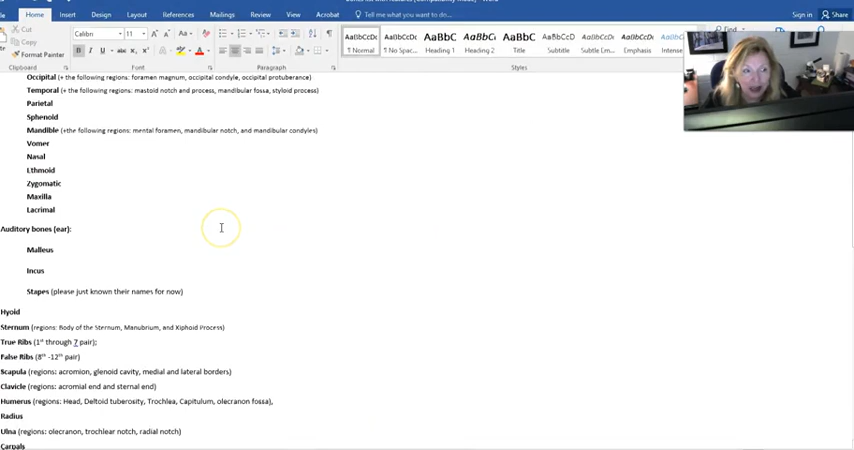 Home Insert Design Layout References Mailings Review View Acrobat Tell me what you want to do... Sign in Share
Cut
Copy
Format Painter
Calibri 11
B I U abc x₂ x² A
Clipboard Font Paragraph Styles
AaBbCcDc AaBbCcDc AaBbC AaBbCc AaBbC AaBbCcD AaBbCcDc AaBbCcDc AaBbCcDc
¶ Normal ¶ No Spac... Heading 1 Heading 2 Title Subtitle Subtle Em... Emphasis Intense
Find
Occipital (+ the following regions: foramen magnum, occipital condyle, occipital protuberance)
Temporal (+ the following regions: mastoid notch and process, mandibular fossa, styloid process)
Parietal
Sphenoid
Mandible (+the following regions: mental foramen, mandibular notch, and mandibular condyles)
Vomer
Nasal
Ethmoid
Zygomatic
Maxilla
Lacrimal
Auditory bones (ear):
Malleus
Incus
Stapes (please just known their names for now)
Hyoid
Sternum (regions: Body of the Sternum, Manubrium, and Xiphoid Process)
True Ribs (1st through 7 pair);
False Ribs (8th -12th pair)
Scapula (regions: acromion, glenoid cavity, medial and lateral borders)
Clavicle (regions: acromial end and sternal end)
Humerus (regions: Head, Deltoid tuberosity, Trochlea, Capitulum, olecranon fossa),
Radius
Ulna (regions: olecranon, trochlear notch, radial notch)
Carpals